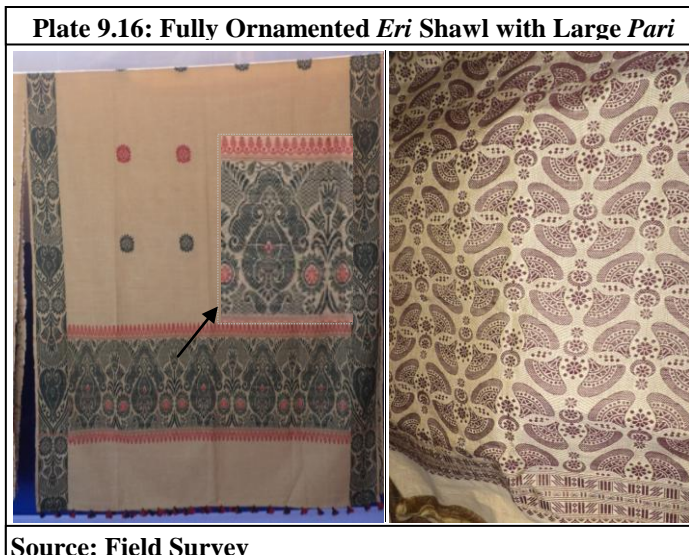 Plate 9.16: Fully Ornamented Eri Shawl with Large Pari
Source: Field Survey